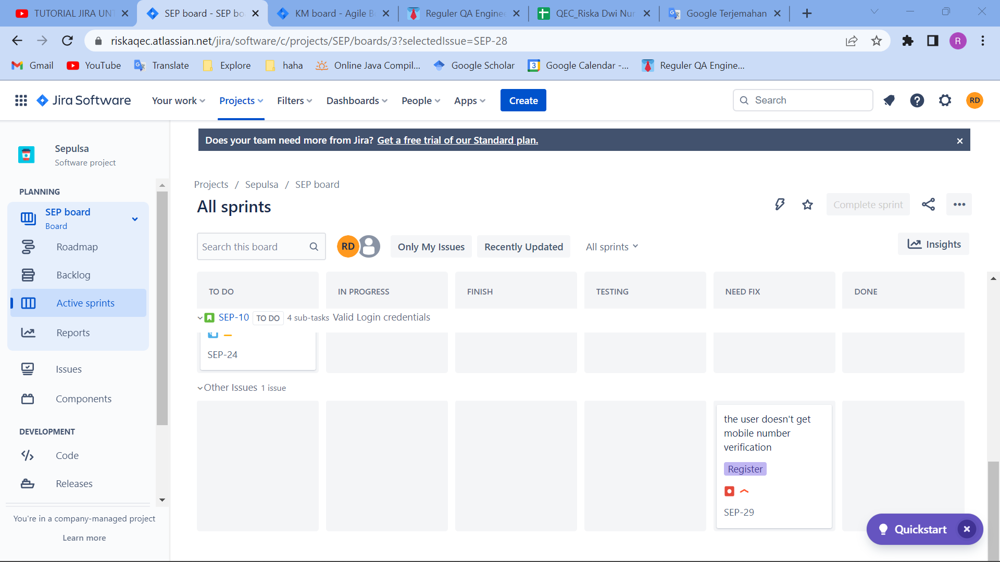 TUTORIAL JIRA UNT
SEP board - SEP bo
KM board - Agile B
Reguler QA Enginee
QEC_Riska Dwi Nur
Google Terjemahan
riskaqec.atlassian.net/jira/software/c/projects/SEP/boards/3?selectedIssue=SEP-28
R
Gmail
YouTube
Translate
Explore
haha
Online Java Compil...
Google Scholar
3
Google Calendar -...
Reguler QA Engine...
Jira Software
Your work
Projects
Filters
Dashboards
People
Apps
Create
Search
RD
Sepulsa
Software project
PLANNING
SEP board
Board
Roadmap
Backlog
Active sprints
Reports
Issues
Components
DEVELOPMENT
Code
Releases
You're in a company-managed project
Learn more
Does your team need more from Jira? Get a free trial of our Standard plan.
Projects / Sepulsa / SEP board
All sprints
Complete sprint
Search this board
RD
Only My Issues
Recently Updated
All sprints
Insights
TO DO
IN PROGRESS
FINISH
TESTING
NEED FIX
DONE
SEP-10 TO DO 4 sub-tasks Valid Login credentials
SEP-24
Other Issues 1 issue
the user doesn't get
mobile number
verification
Register
SEP-29
Quickstart